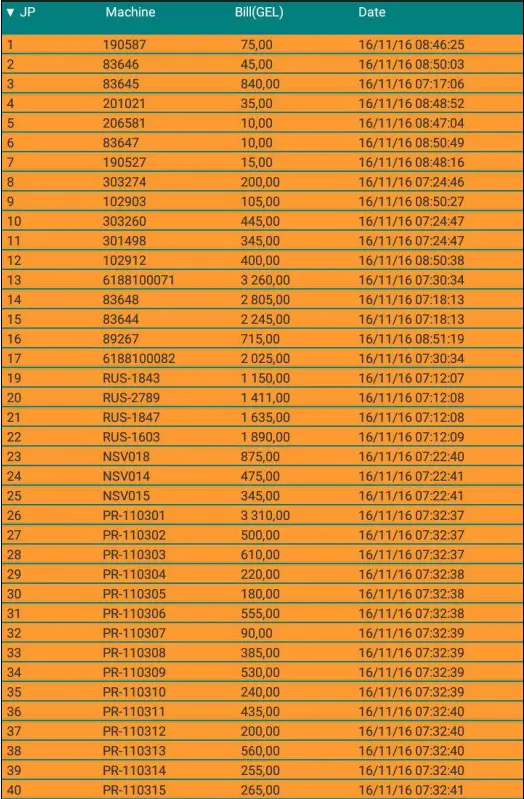 ▼ JP Machine Bill(GEL) Date
1 190587 75,00 16/11/16 08:46:25
2 83646 45,00 16/11/16 08:50:03
3 83645 840,00 16/11/16 07:17:06
4 201021 35,00 16/11/16 08:48:52
5 206581 10,00 16/11/16 08:47:04
6 83647 10,00 16/11/16 08:50:49
7 190527 15,00 16/11/16 08:48:16
8 303274 200,00 16/11/16 07:24:46
9 102903 105,00 16/11/16 08:50:27
10 303260 445,00 16/11/16 07:24:47
11 301498 345,00 16/11/16 07:24:47
12 102912 400,00 16/11/16 08:50:38
13 6188100071 3 260,00 16/11/16 07:30:34
14 83648 2 805,00 16/11/16 07:18:13
15 83644 2 245,00 16/11/16 07:18:13
16 89267 715,00 16/11/16 08:51:19
17 6188100082 2 025,00 16/11/16 07:30:34
19 RUS-1843 1 150,00 16/11/16 07:12:07
20 RUS-2789 1 411,00 16/11/16 07:12:08
21 RUS-1847 1 635,00 16/11/16 07:12:08
22 RUS-1603 1 890,00 16/11/16 07:12:09
23 NSV018 875,00 16/11/16 07:22:40
24 NSV014 475,00 16/11/16 07:22:41
25 NSV015 345,00 16/11/16 07:22:41
26 PR-110301 3 310,00 16/11/16 07:32:37
27 PR-110302 500,00 16/11/16 07:32:37
28 PR-110303 610,00 16/11/16 07:32:37
29 PR-110304 220,00 16/11/16 07:32:38
30 PR-110305 180,00 16/11/16 07:32:38
31 PR-110306 555,00 16/11/16 07:32:38
32 PR-110307 90,00 16/11/16 07:32:39
33 PR-110308 385,00 16/11/16 07:32:39
34 PR-110309 530,00 16/11/16 07:32:39
35 PR-110310 240,00 16/11/16 07:32:39
36 PR-110311 435,00 16/11/16 07:32:40
37 PR-110312 200,00 16/11/16 07:32:40
38 PR-110313 560,00 16/11/16 07:32:40
39 PR-110314 255,00 16/11/16 07:32:40
40 PR-110315 265,00 16/11/16 07:32:41